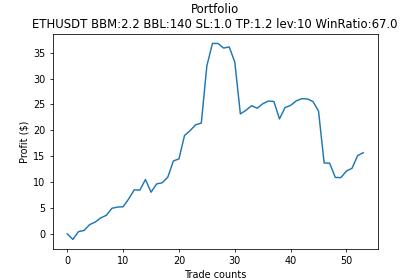 Portfolio
ETHUSDT BBM:2.2 BBL:140 SL:1.0 TP:1.2 lev:10 WinRatio:67.0
35
30
25
20
15
10
5
0
Profit ($)
0 10 20 30 40 50
Trade counts